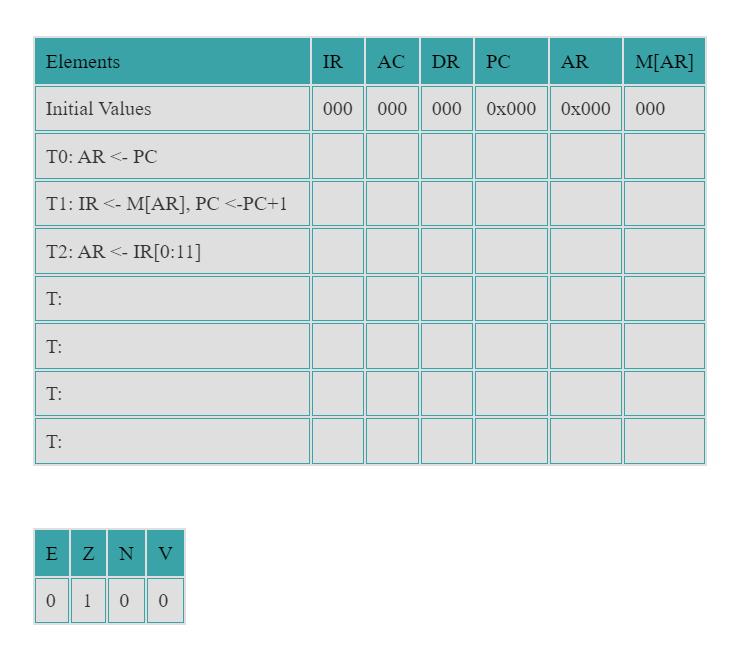 Elements IR AC DR PC AR M[AR]
Initial Values 000 000 000 0x000 0x000 000
T0: AR <- PC
T1: IR <- M[AR], PC <-PC+1
T2: AR <- IR[0:11]
T:
T:
T:
T:
E Z N V
0 1 0 0